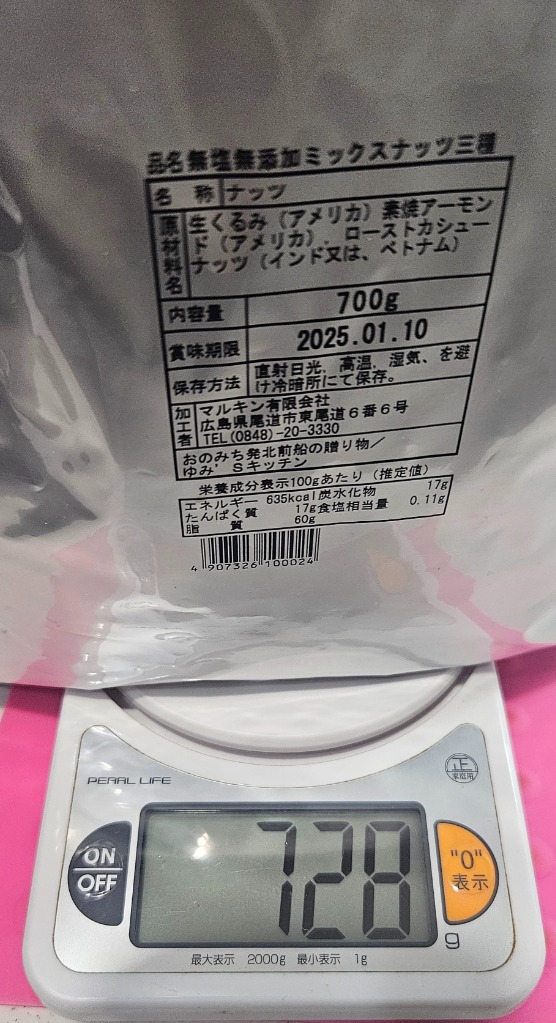 品名無塩無添加ミックスナッツ三種
名 称 ナッツ
原材料名 生くるみ（アメリカ）素焼アーモン
ド（アメリカ）、ローストカシュー
ナッツ（インド又は、ベトナム）
内容量 700g
賞味期限 2025.01.10
保存方法 直射日光、高温、湿気、を避
け冷暗所にて保存。
加工者 マルキン有限会社
広島県尾道市東尾道６番６号
TEL(0848)-20-3330
おのみち発北前船の贈り物／
ゆみ’Ｓキッチン
栄養成分表示100gあたり（推定値）
エネルギー 635kcal 炭水化物 17g
たんぱく質 17g 食塩相当量 0.11g
脂 質 60g
4 907326 100024
PEARL LIFE
正
家庭用
ON
OFF
728
"0"
表示
g
最大表示 2000g 最小表示 1g